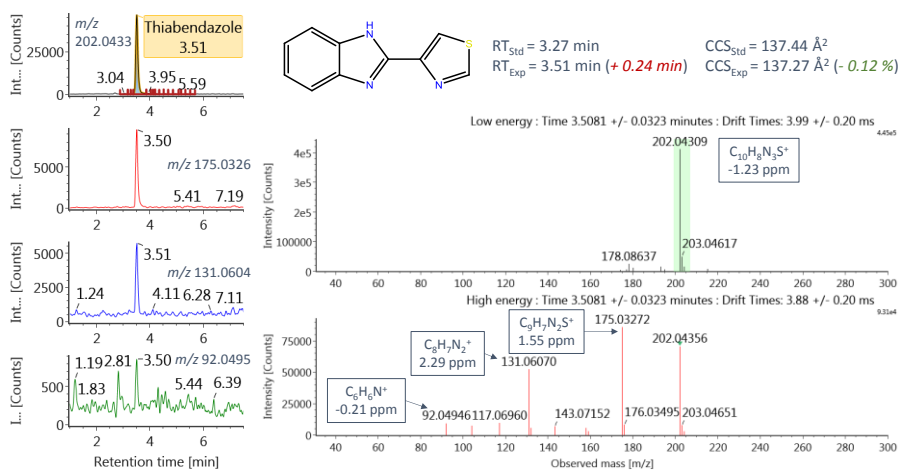 m/z
202.0433
Thiabendazole
3.51
3.04
3.95
5.59
25000
0
Int... [Counts]
2
4
6
3.50
m/z 175.0326
5.41
7.19
5000
0
Int... [Counts]
2
4
6
3.51
m/z 131.0604
1.24
4.11
6.28
7.11
5000
2500
0
Int... [Counts]
2
4
6
1.19
2.81
3.50
m/z 92.0495
1.83
5.44
6.39
500
0
I... [Counts]
2
4
6
Retention time [min]
H
N
N
S
N
RTStd = 3.27 min
RTExp = 3.51 min (+ 0.24 min)
CCSStd = 137.44 Å²
CCSExp = 137.27 Å² (- 0.12 %)
Low energy : Time 3.5081 +/- 0.0323 minutes : Drift Times: 3.99 +/- 0.20 ms
4.45e5
202.04309
C₁₀H₈N₃S⁺
-1.23 ppm
178.08637
203.04617
4e5
3e5
2e5
100000
0
Intensity [Counts]
40
60
80
100
120
140
160
180
200
220
240
260
280
300
High energy : Time 3.5081 +/- 0.0323 minutes : Drift Times: 3.88 +/- 0.20 ms
9.31e4
C₉H₇N₂S⁺
1.55 ppm
175.03272
202.04356
C₈H₇N₂⁺
2.29 ppm
131.06070
C₆H₆N⁺
-0.21 ppm
92.04946
117.06960
143.07152
176.03495
203.04651
75000
50000
25000
0
Intensity [Counts]
40
60
80
100
120
140
160
180
200
220
240
260
280
300
Observed mass [m/z]